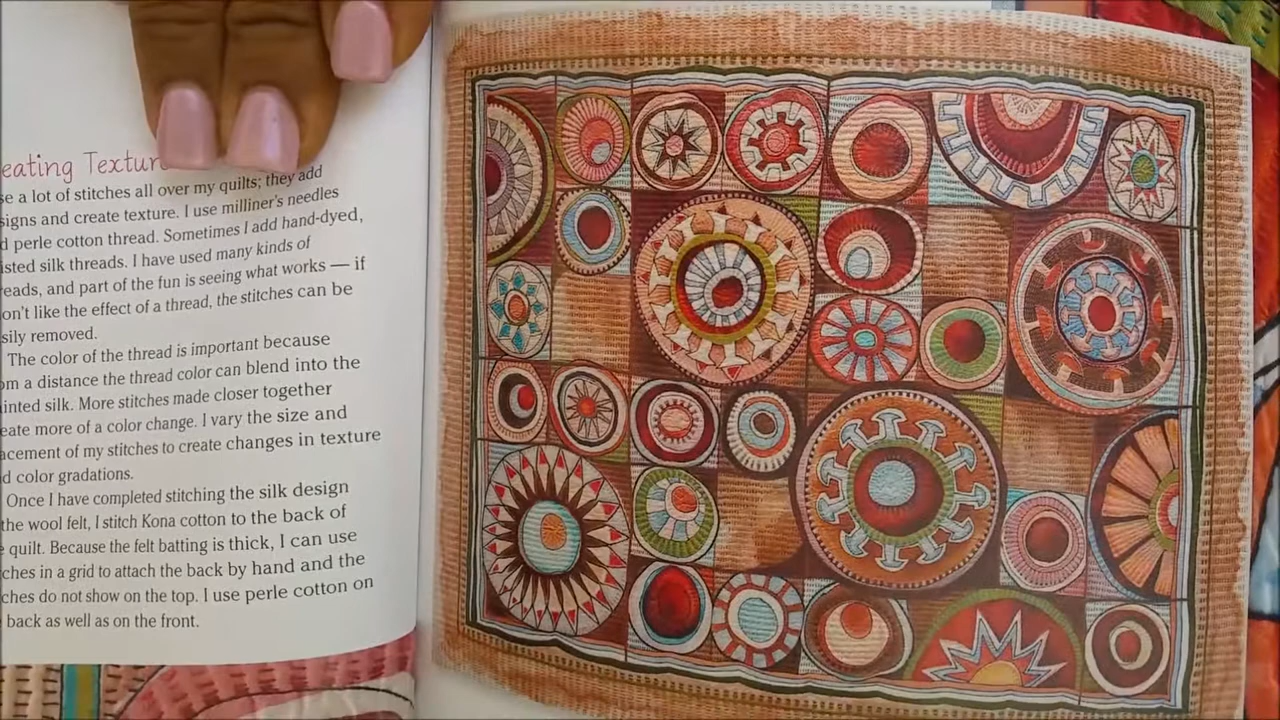 eating Textur
se a lot of stitches all over my quilts; they add
signs and create texture. I use milliner's needles
d perle cotton thread. Sometimes I add hand-dyed,
isted silk threads. I have used many kinds of
reads, and part of the fun is seeing what works — if
on't like the effect of a thread, the stitches can be
sily removed.
The color of the thread is important because
om a distance the thread color can blend into the
inted silk. More stitches made closer together
eate more of a color change. I vary the size and
acement of my stitches to create changes in texture
d color gradations.
Once I have completed stitching the silk design
the wool felt, I stitch Kona cotton to the back of
e quilt. Because the felt batting is thick, I can use
ches in a grid to attach the back by hand and the
ches do not show on the top. I use perle cotton on
back as well as on the front.